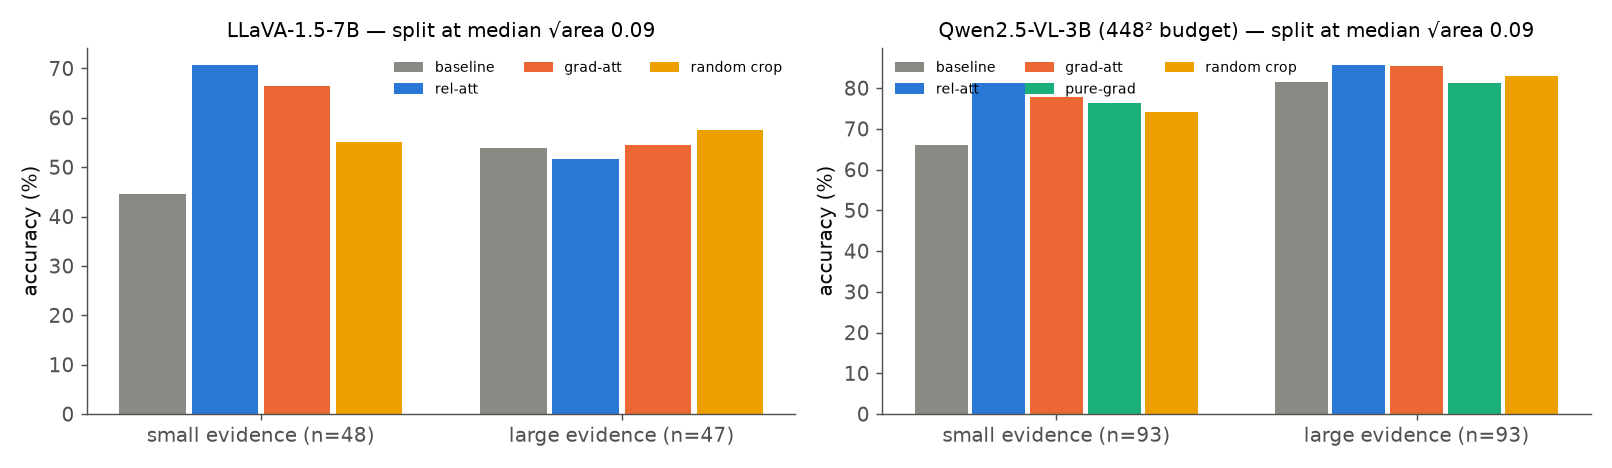 LLaVA-1.5-7B — split at median √area 0.09
baseline grad-att random crop
rel-att
accuracy (%)
70
60
50
40
30
20
10
0
small evidence (n=48) large evidence (n=47)
Qwen2.5-VL-3B (448² budget) — split at median √area 0.09
baseline grad-att random crop
rel-att pure-grad
accuracy (%)
80
70
60
50
40
30
20
10
0
small evidence (n=93) large evidence (n=93)